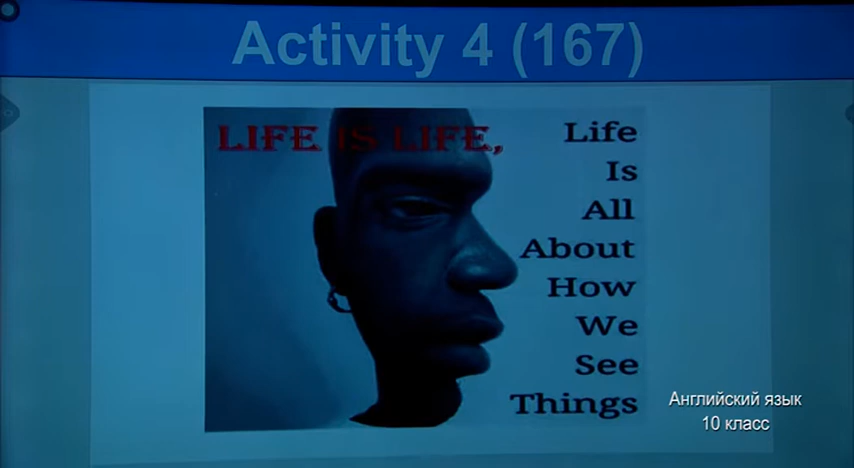 Activity 4 (167)
LIFE IS LIFE,
Life
Is
All
About
How
We
See
Things
Английский язык
10 класс